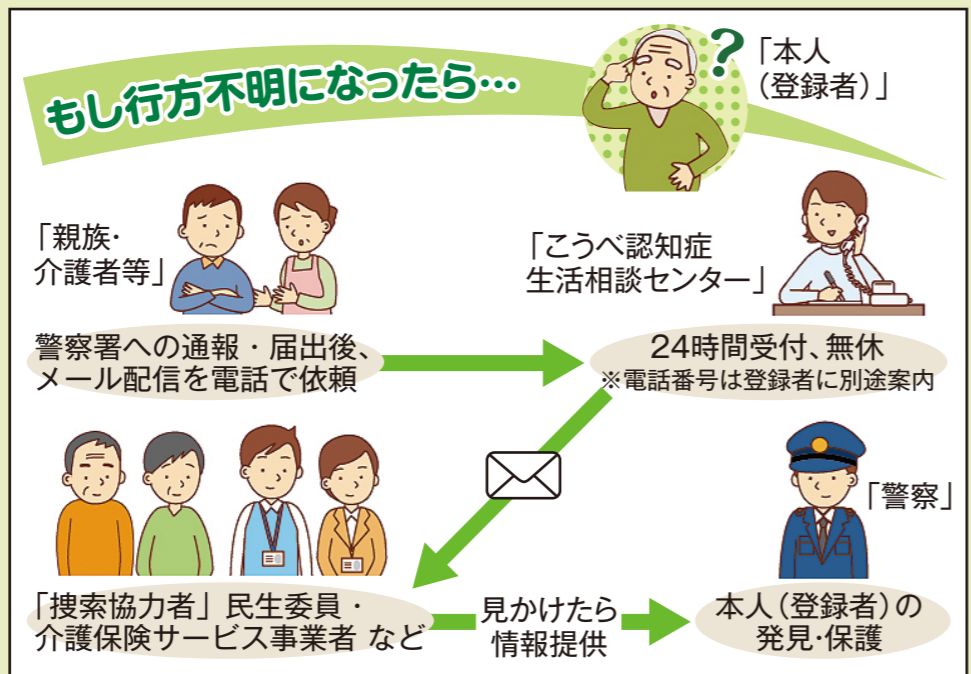 もし行方不明になったら…
?
「本人
(登録者)」
「親族・
介護者等」
「こうべ認知症
生活相談センター」
警察署への通報・届出後、
メール配信を電話で依頼
24時間受付、無休
※電話番号は登録者に別途案内
「警察」
「捜索協力者」民生委員・
介護保険サービス事業者 など
見かけたら
情報提供
本人(登録者)の
発見・保護